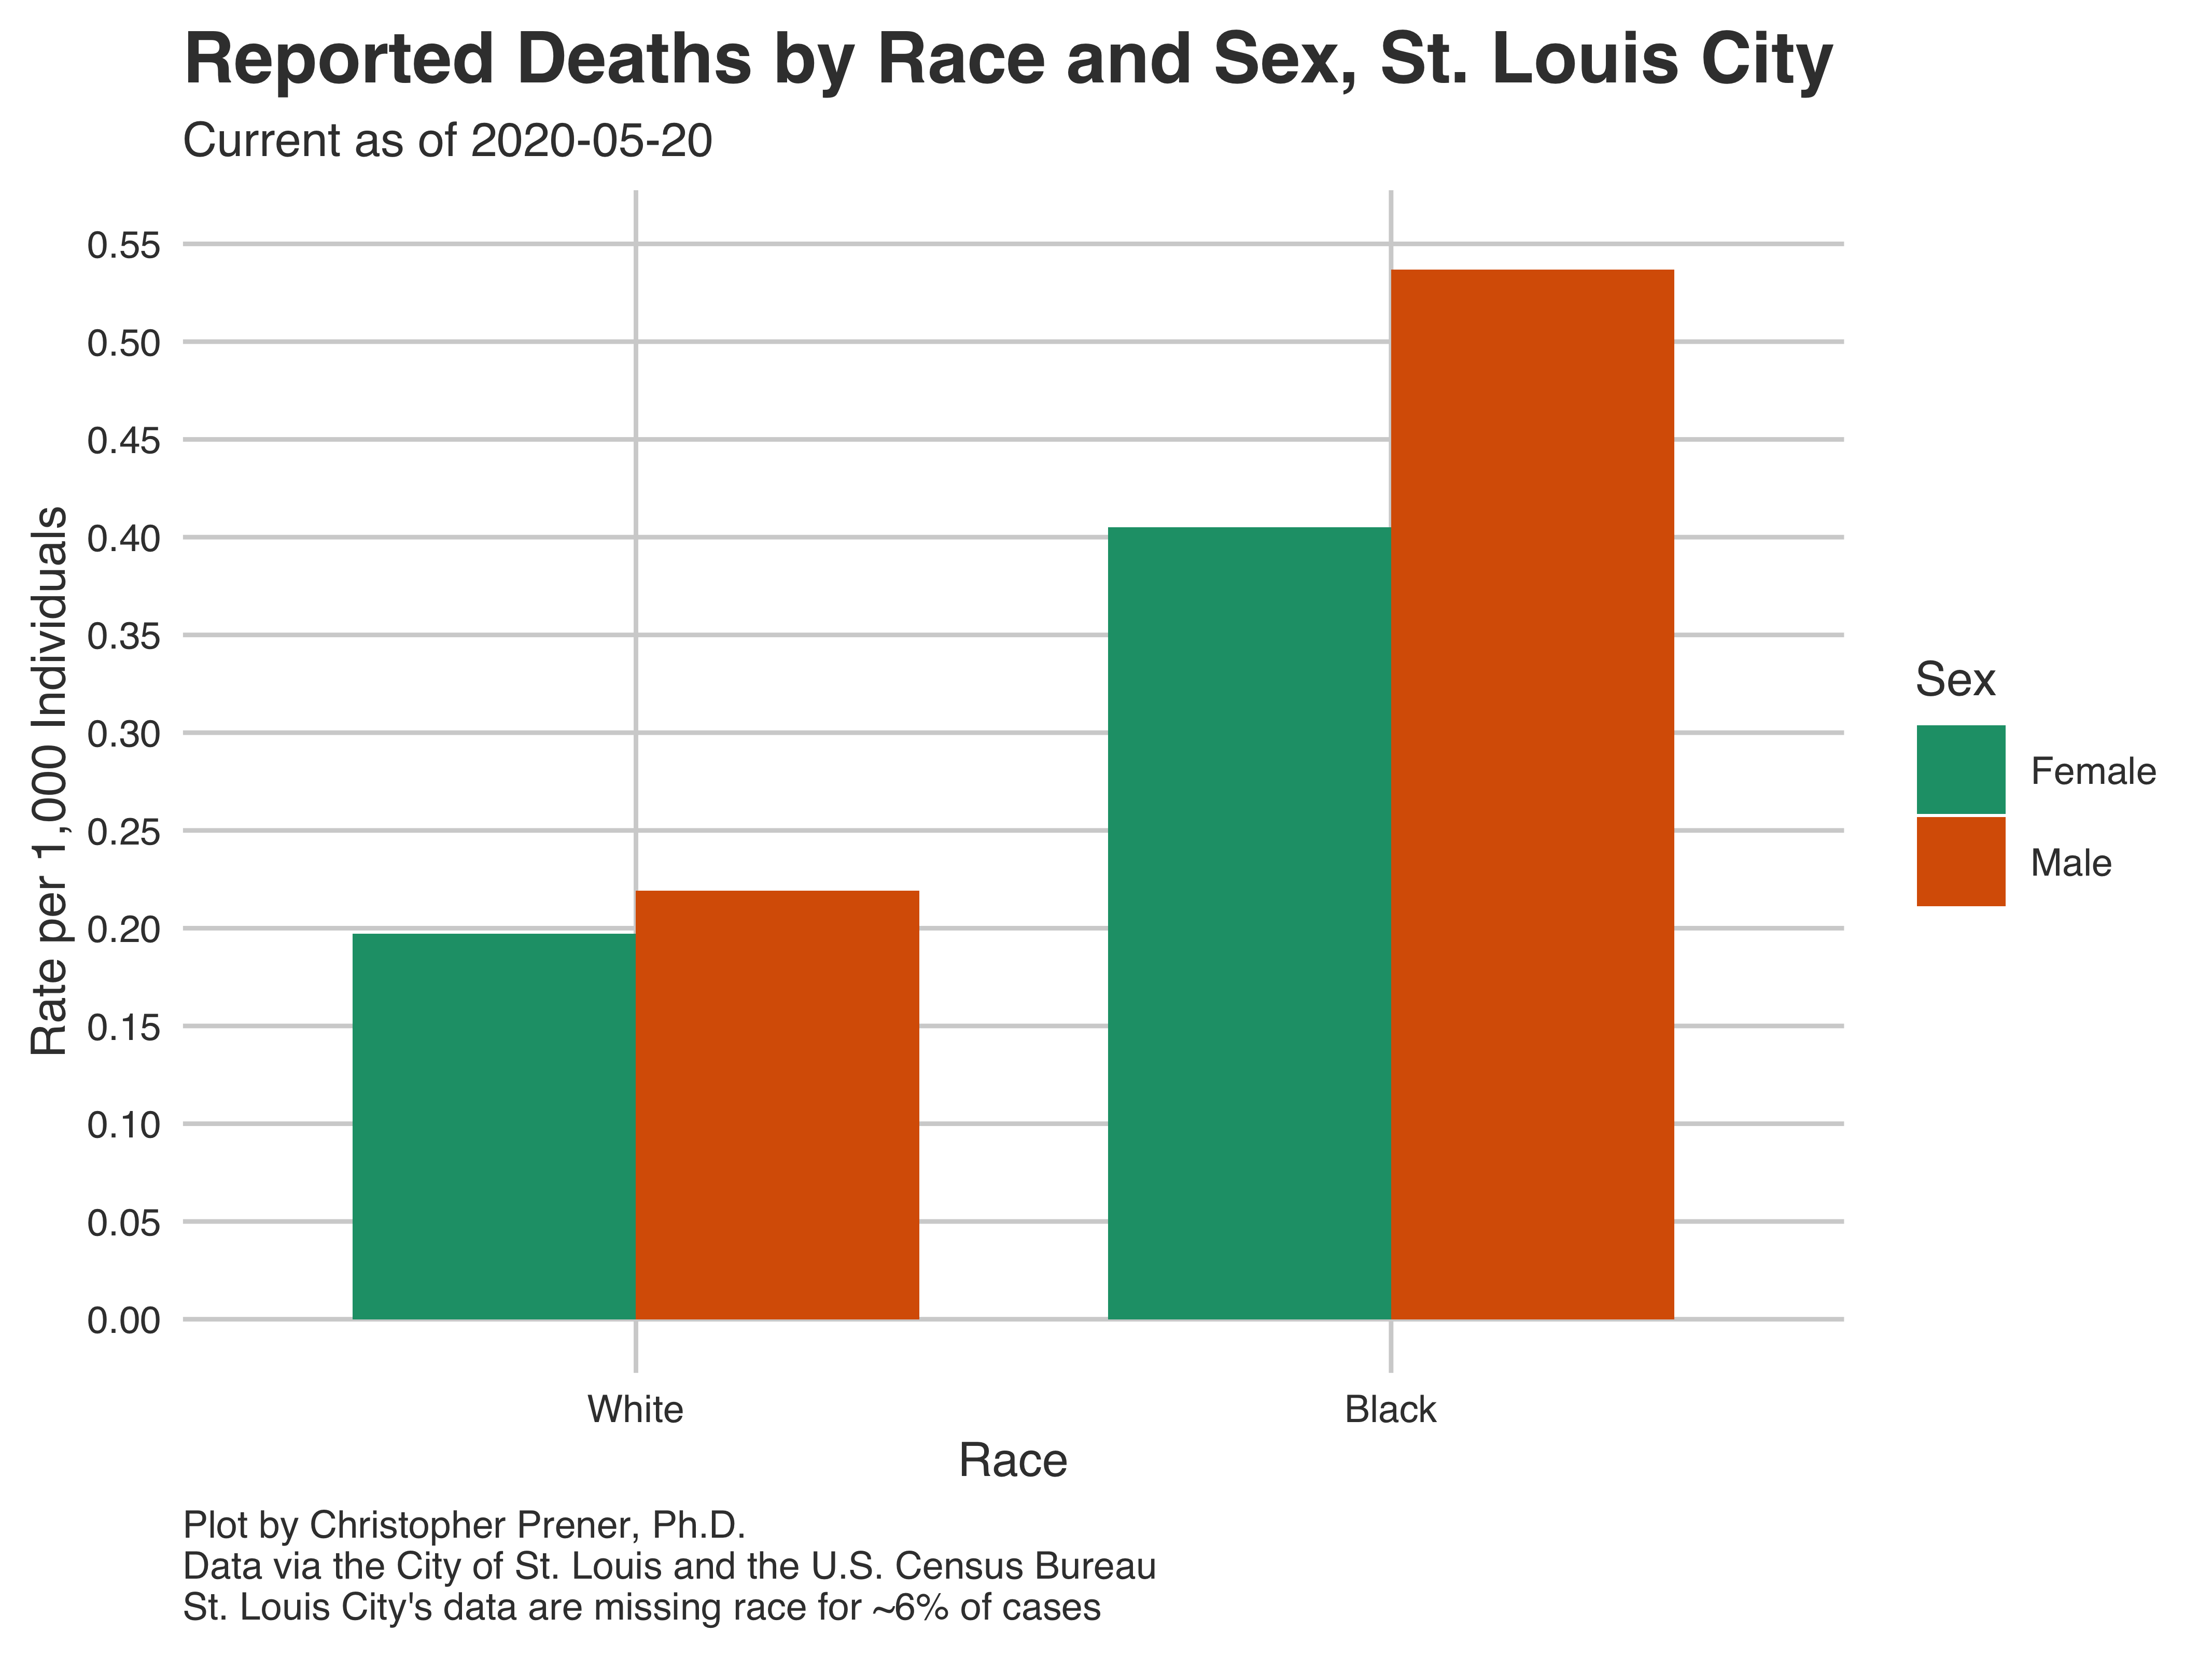 Reported Deaths by Race and Sex, St. Louis City
Current as of 2020-05-20
Rate per 1,000 Individuals
0.55
0.50
0.45
0.40
0.35
0.30
0.25
0.20
0.15
0.10
0.05
0.00
White
Black
Race
Sex
Female
Male
Plot by Christopher Prener, Ph.D.
Data via the City of St. Louis and the U.S. Census Bureau
St. Louis City's data are missing race for ~6% of cases